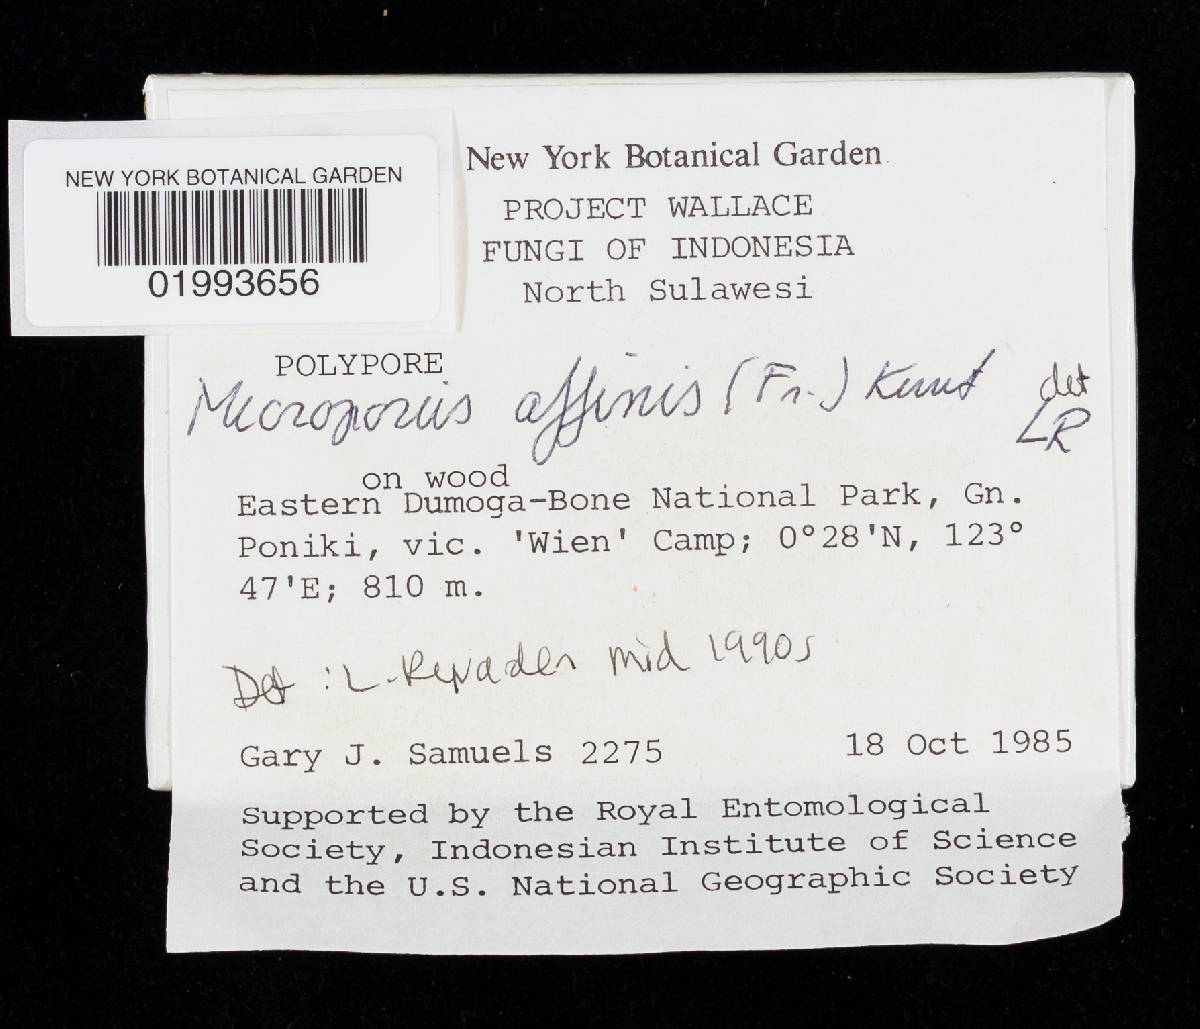 NEW YORK BOTANICAL GARDEN
01993656
New York Botanical Garden
PROJECT WALLACE
FUNGI OF INDONESIA
North Sulawesi
POLYPORE
Microporus affinis (Fr.) Kunt
det
LR
on wood
Eastern Dumoga-Bone National Park, Gn.
Poniki, vic. 'Wien' Camp; 0°28'N, 123°
47'E; 810 m.
Det : L. Ryvarden mid 1990s
Gary J. Samuels 2275
18 Oct 1985
Supported by the Royal Entomological
Society, Indonesian Institute of Science
and the U.S. National Geographic Society